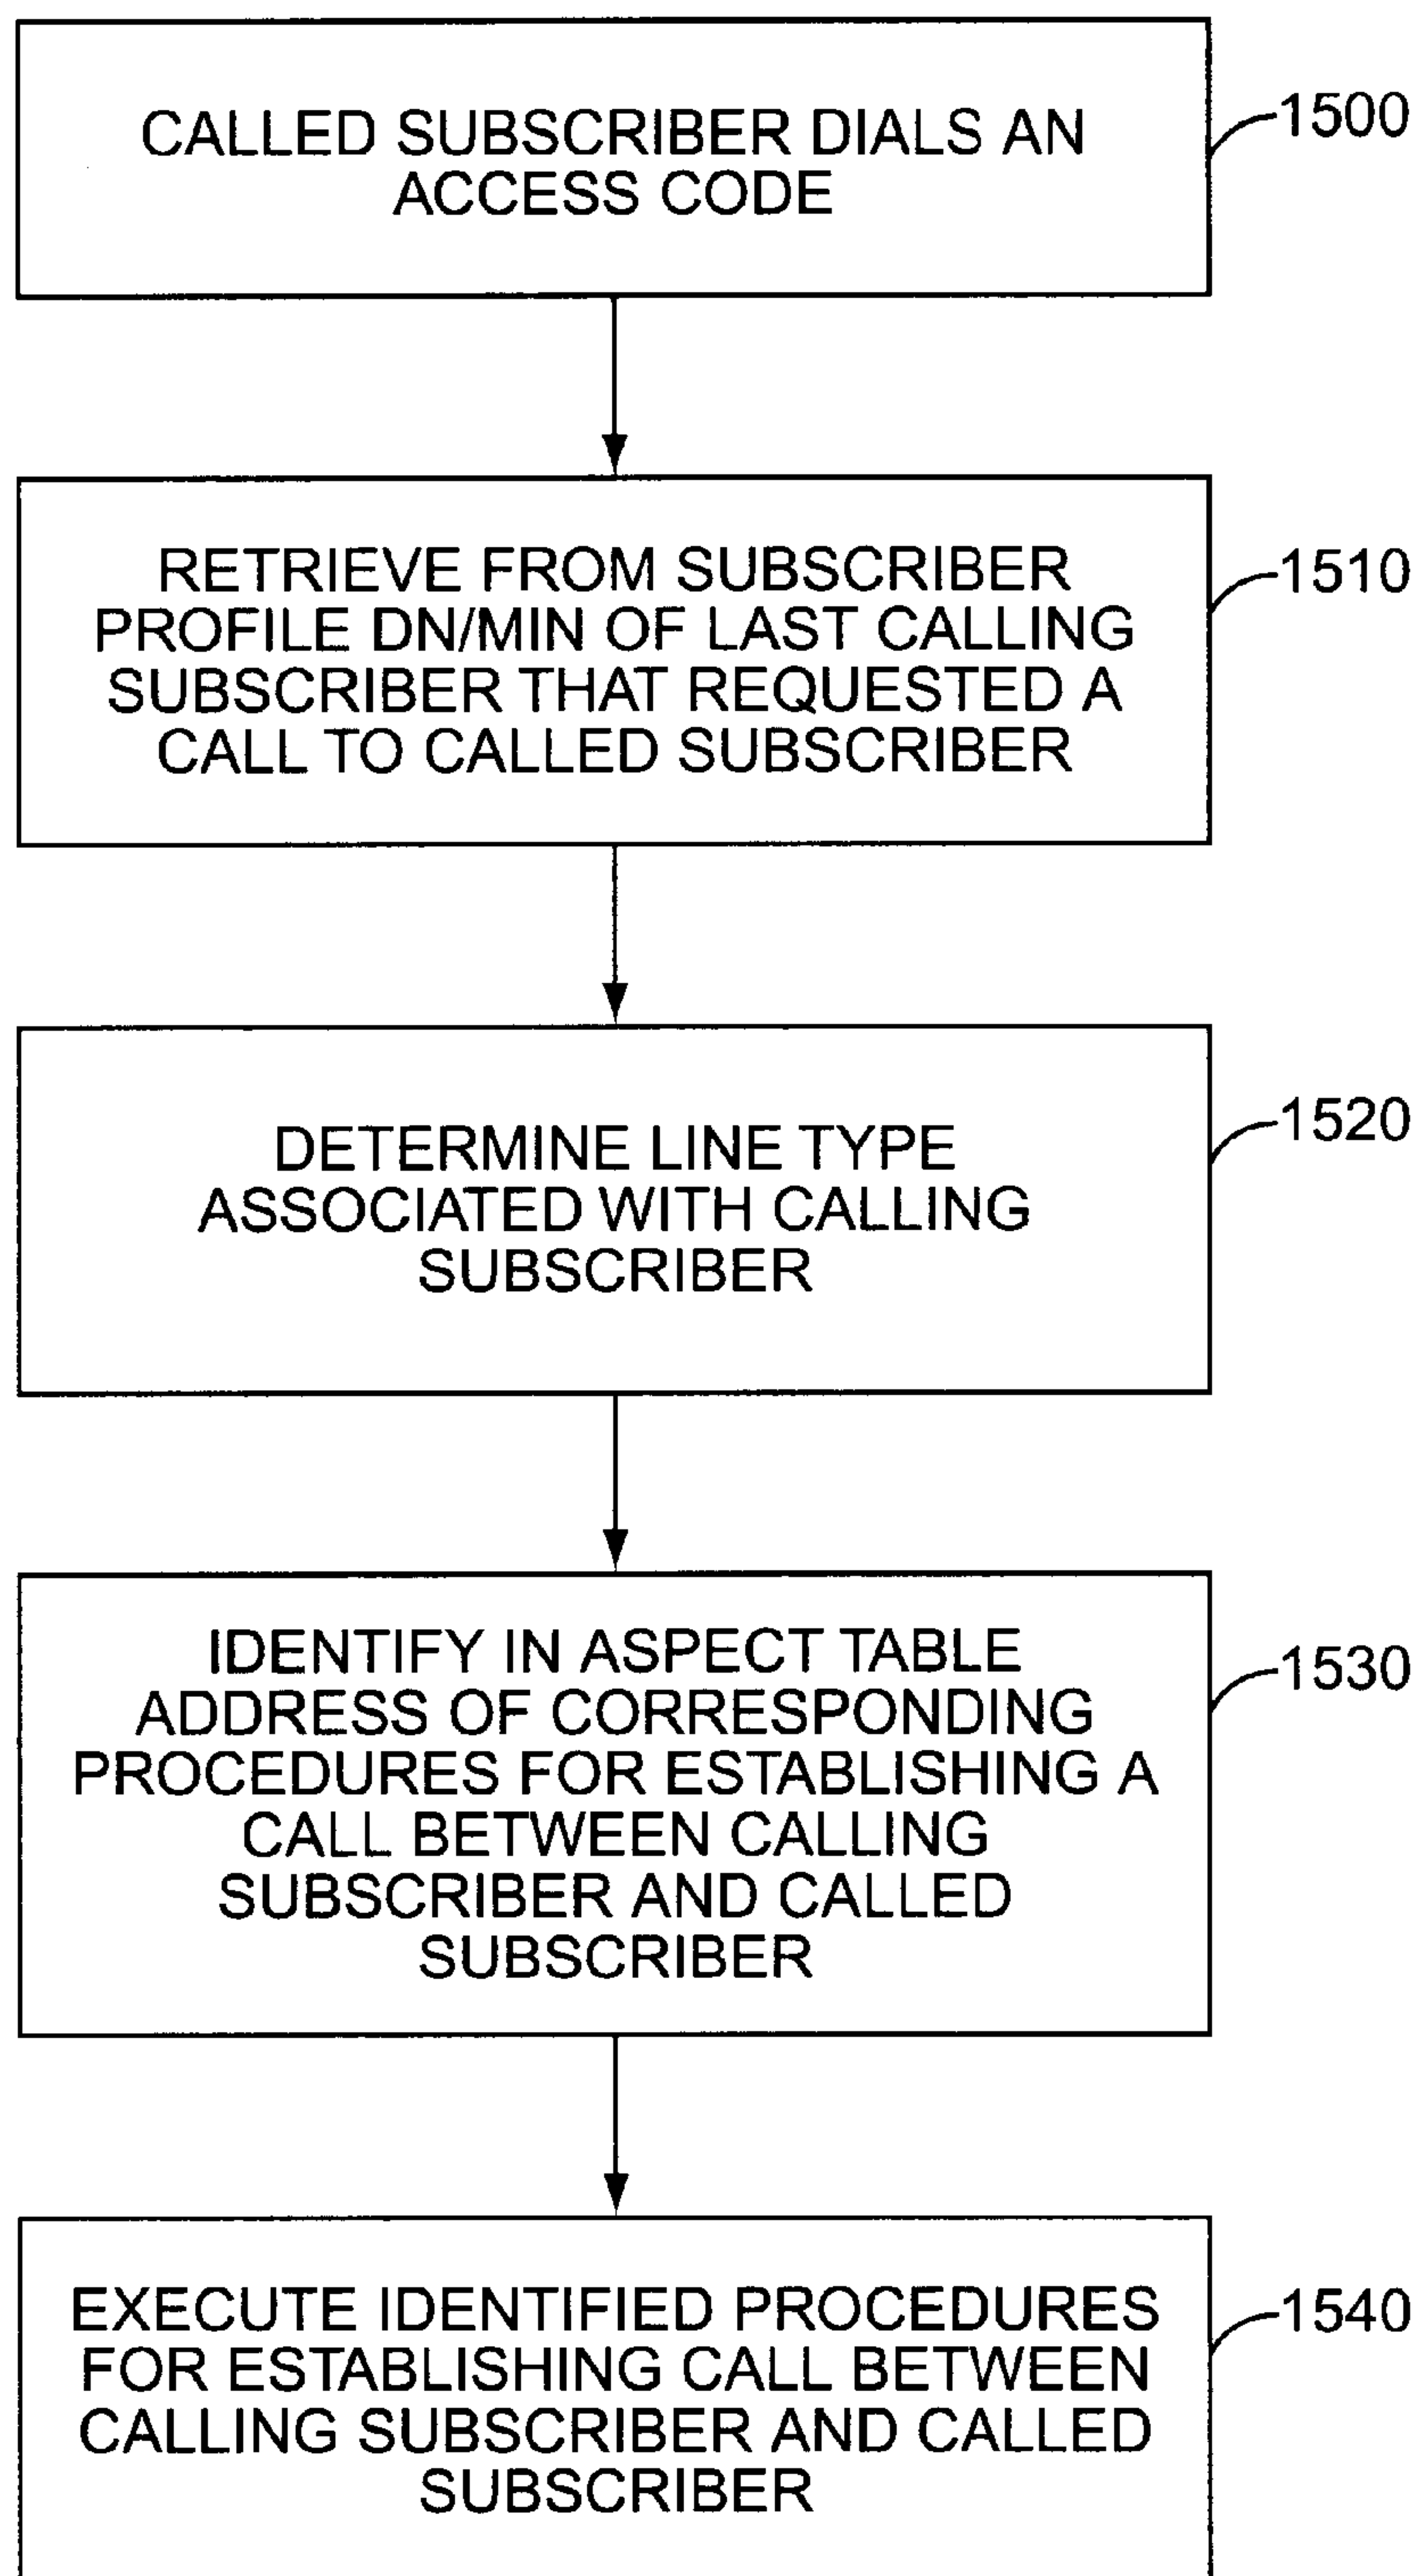 CALLED SUBSCRIBER DIALS AN
ACCESS CODE
1500
RETRIEVE FROM SUBSCRIBER
PROFILE DN/MIN OF LAST CALLING
SUBSCRIBER THAT REQUESTED A
CALL TO CALLED SUBSCRIBER
1510
DETERMINE LINE TYPE
ASSOCIATED WITH CALLING
SUBSCRIBER
1520
IDENTIFY IN ASPECT TABLE
ADDRESS OF CORRESPONDING
PROCEDURES FOR ESTABLISHING A
CALL BETWEEN CALLING
SUBSCRIBER AND CALLED
SUBSCRIBER
1530
EXECUTE IDENTIFIED PROCEDURES
FOR ESTABLISHING CALL BETWEEN
CALLING SUBSCRIBER AND CALLED
SUBSCRIBER
1540